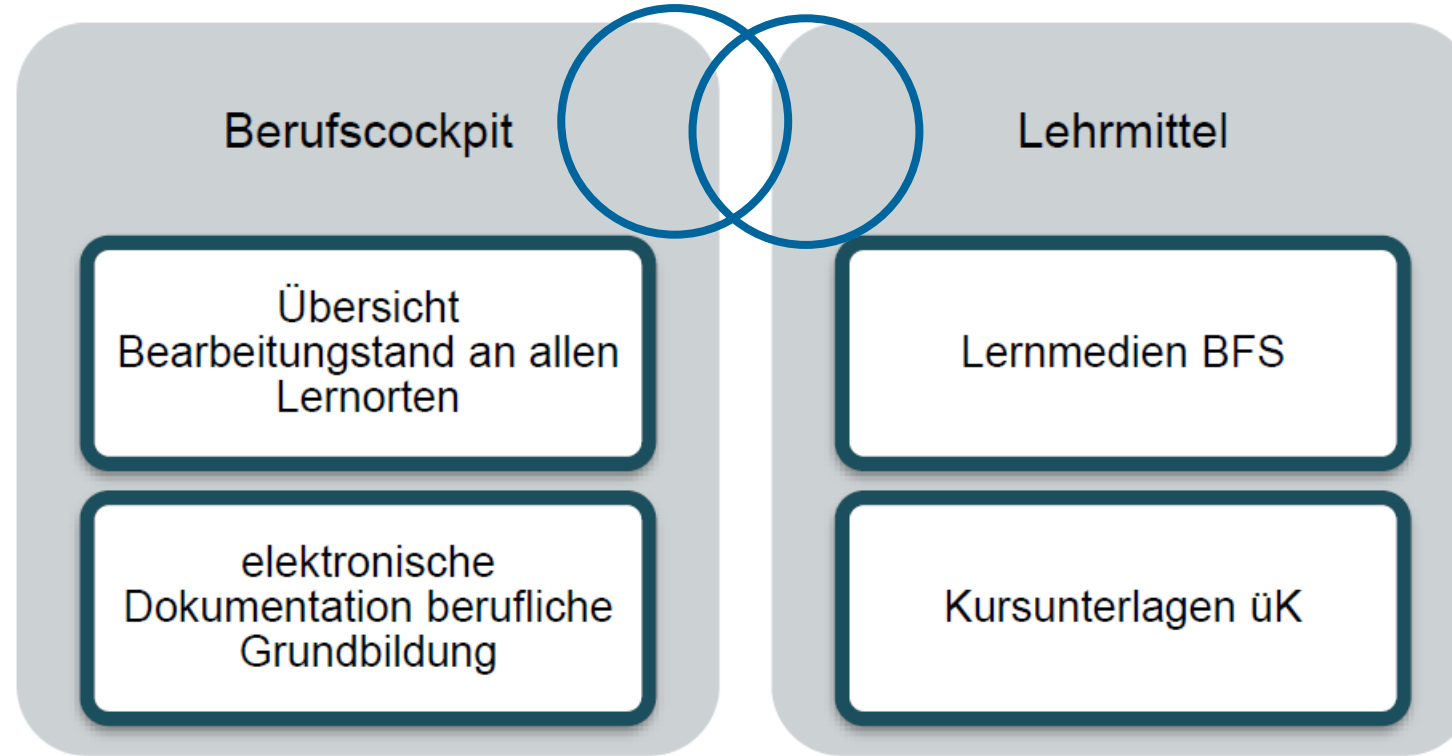 Berufscockpit
Übersicht
Bearbeitungstand an allen
Lernorten
elektronische
Dokumentation berufliche
Grundbildung
Lehrmittel
Lernmedien BFS
Kursunterlagen üK